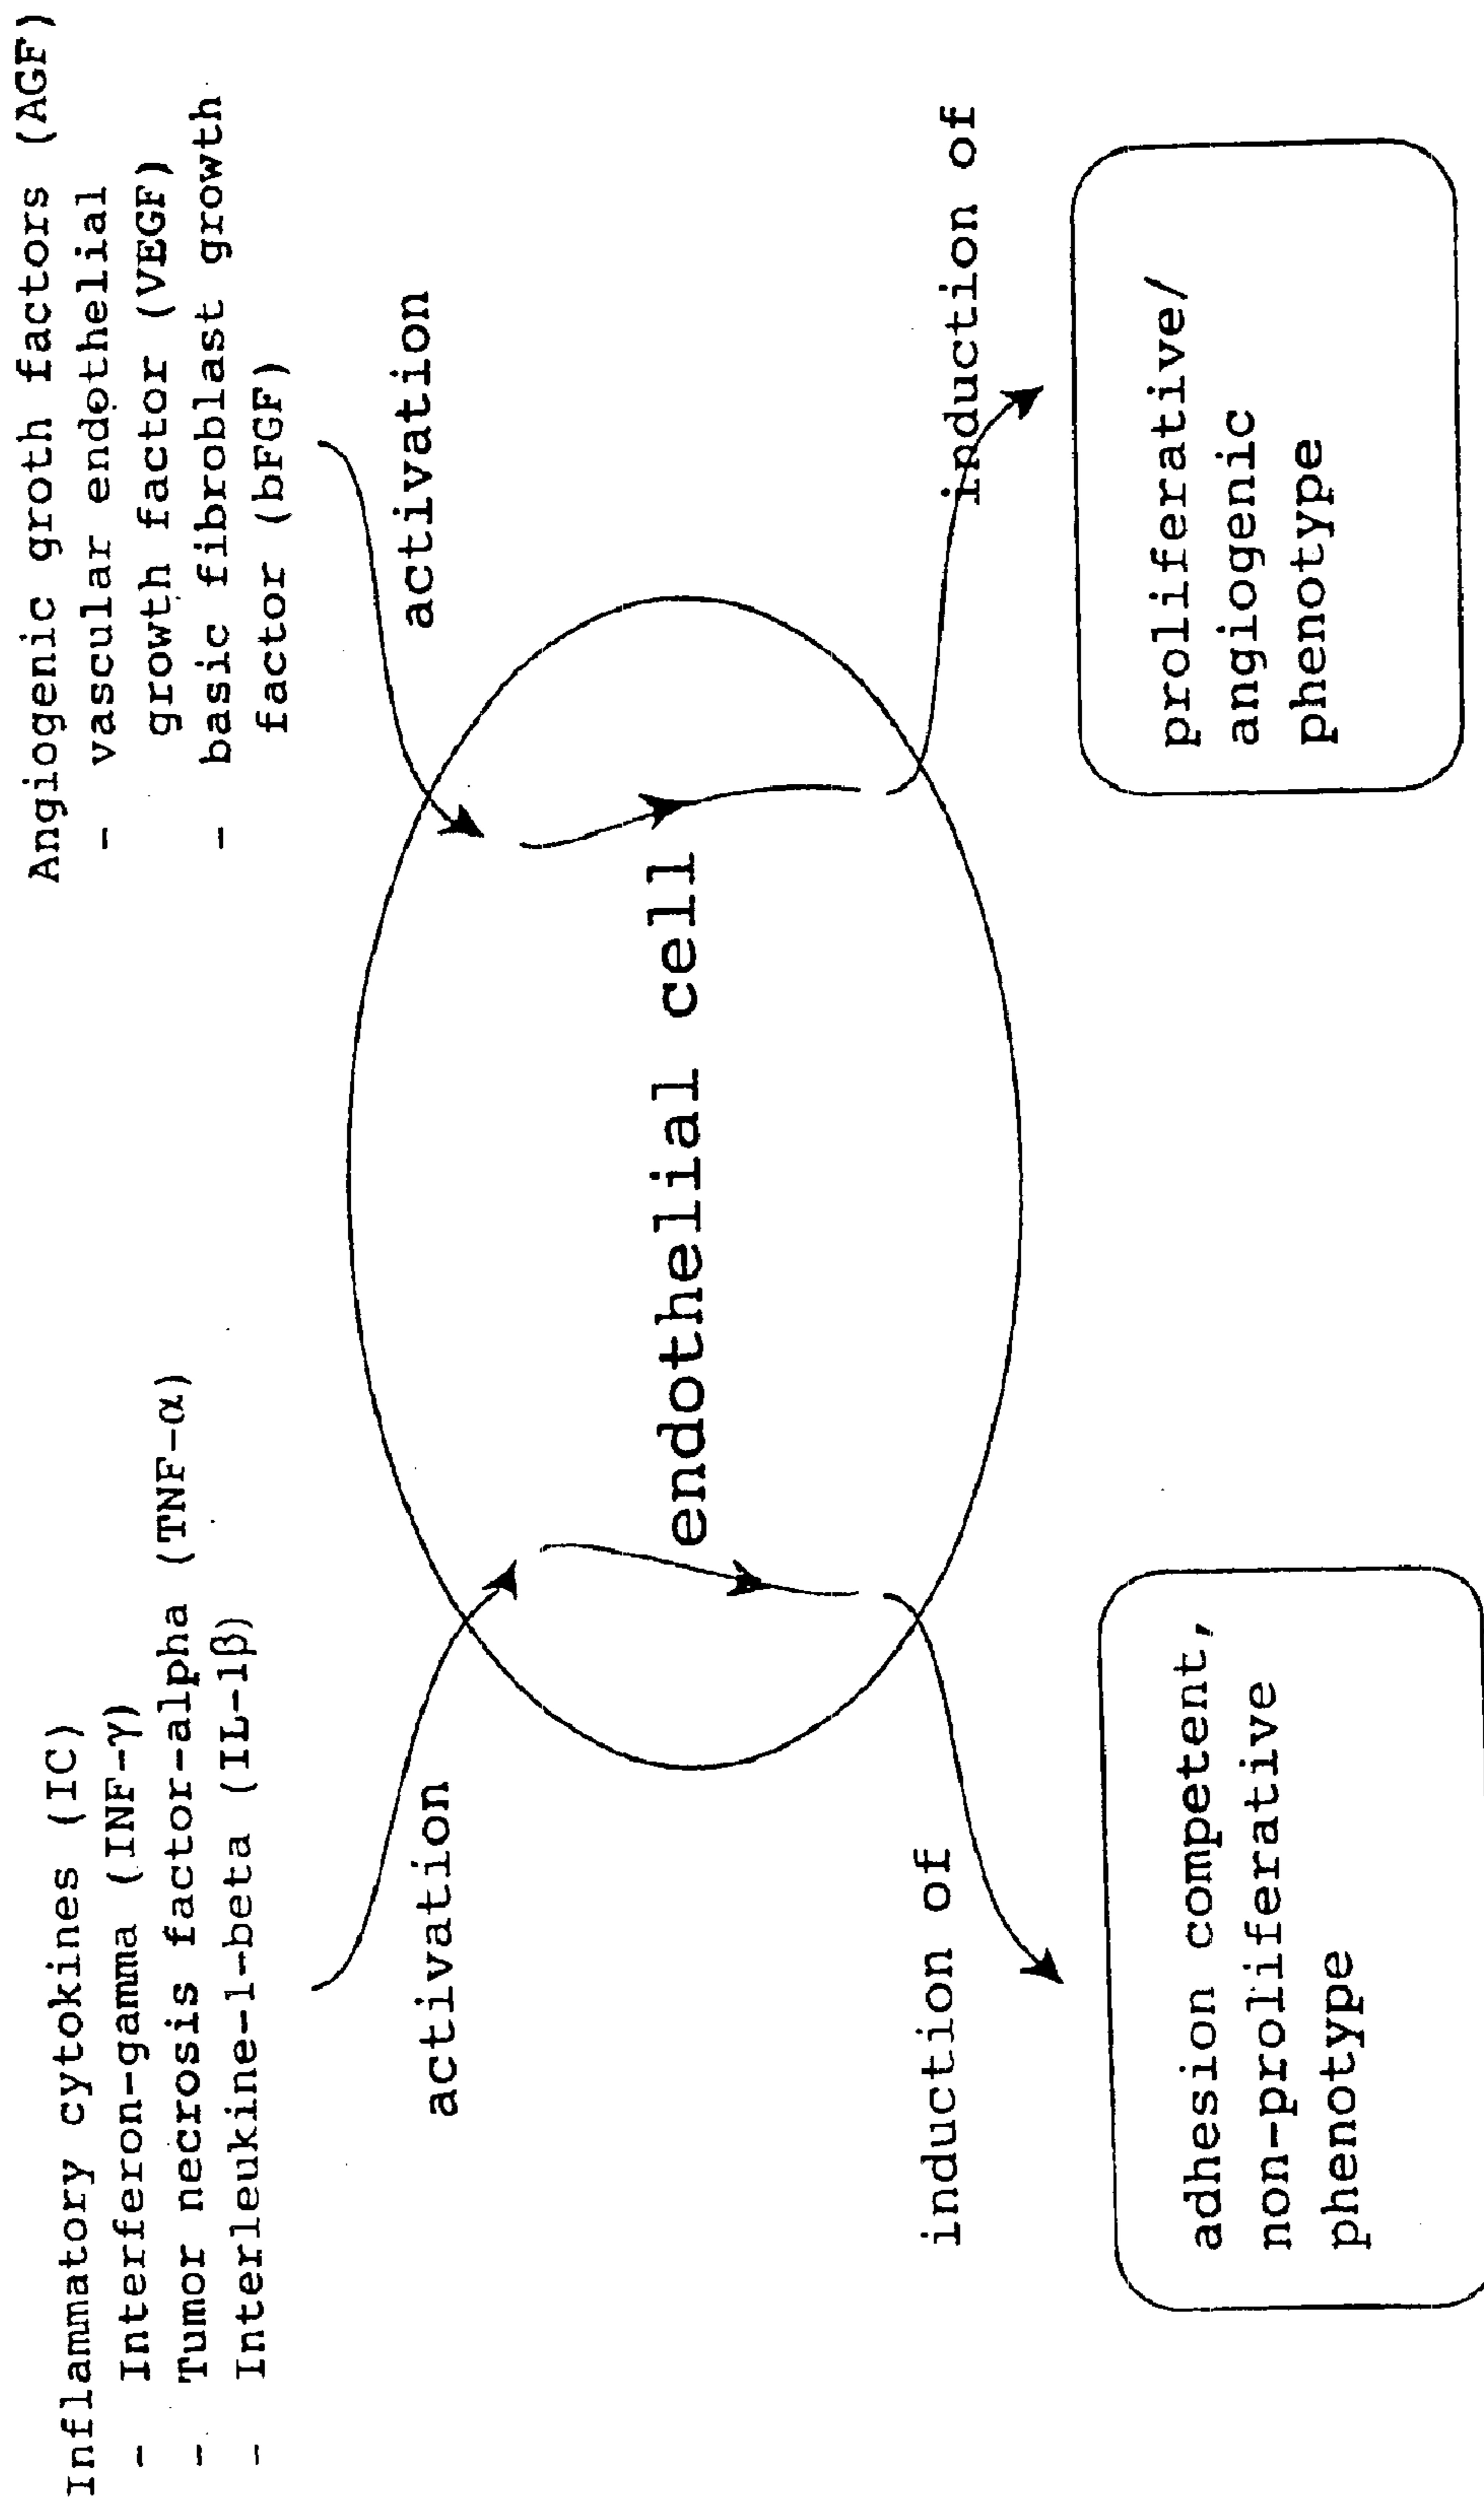 Inflammatory cytokines (IC)
- Interferon-gamma (INF-γ)
- Tumor necrosis factor-alpha (TNF-α)
- Interleukine-1-beta (IL-1β)
Angiogenic groth factors (AGF)
- vascular endothelial
growth factor (VEGF)
- basic fibroblast growth
factor (bFGF)
activation
activation
endothelial cell
induction of
induction of
adhesion competent,
non-proliferative
phenotype
proliferative/
angiogenic
phenotype